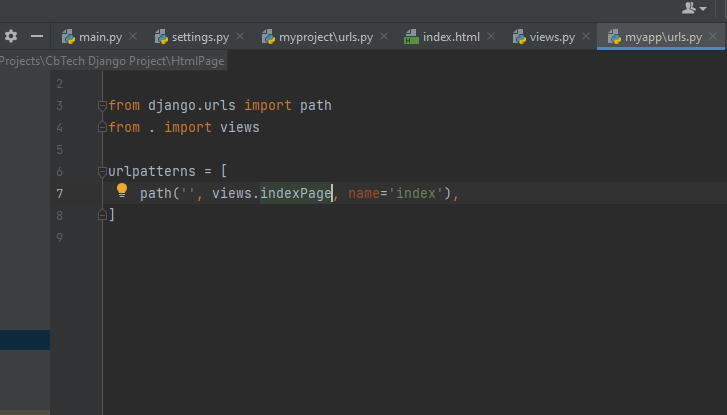 main.py settings.py myproject\urls.py index.html views.py myapp\urls.py
Projects\CbTech Django Project\HtmlPage
2
3 from django.urls import path
4 from . import views
5
6 urlpatterns = [
7 path('', views.indexPage, name='index'),
8 ]
9